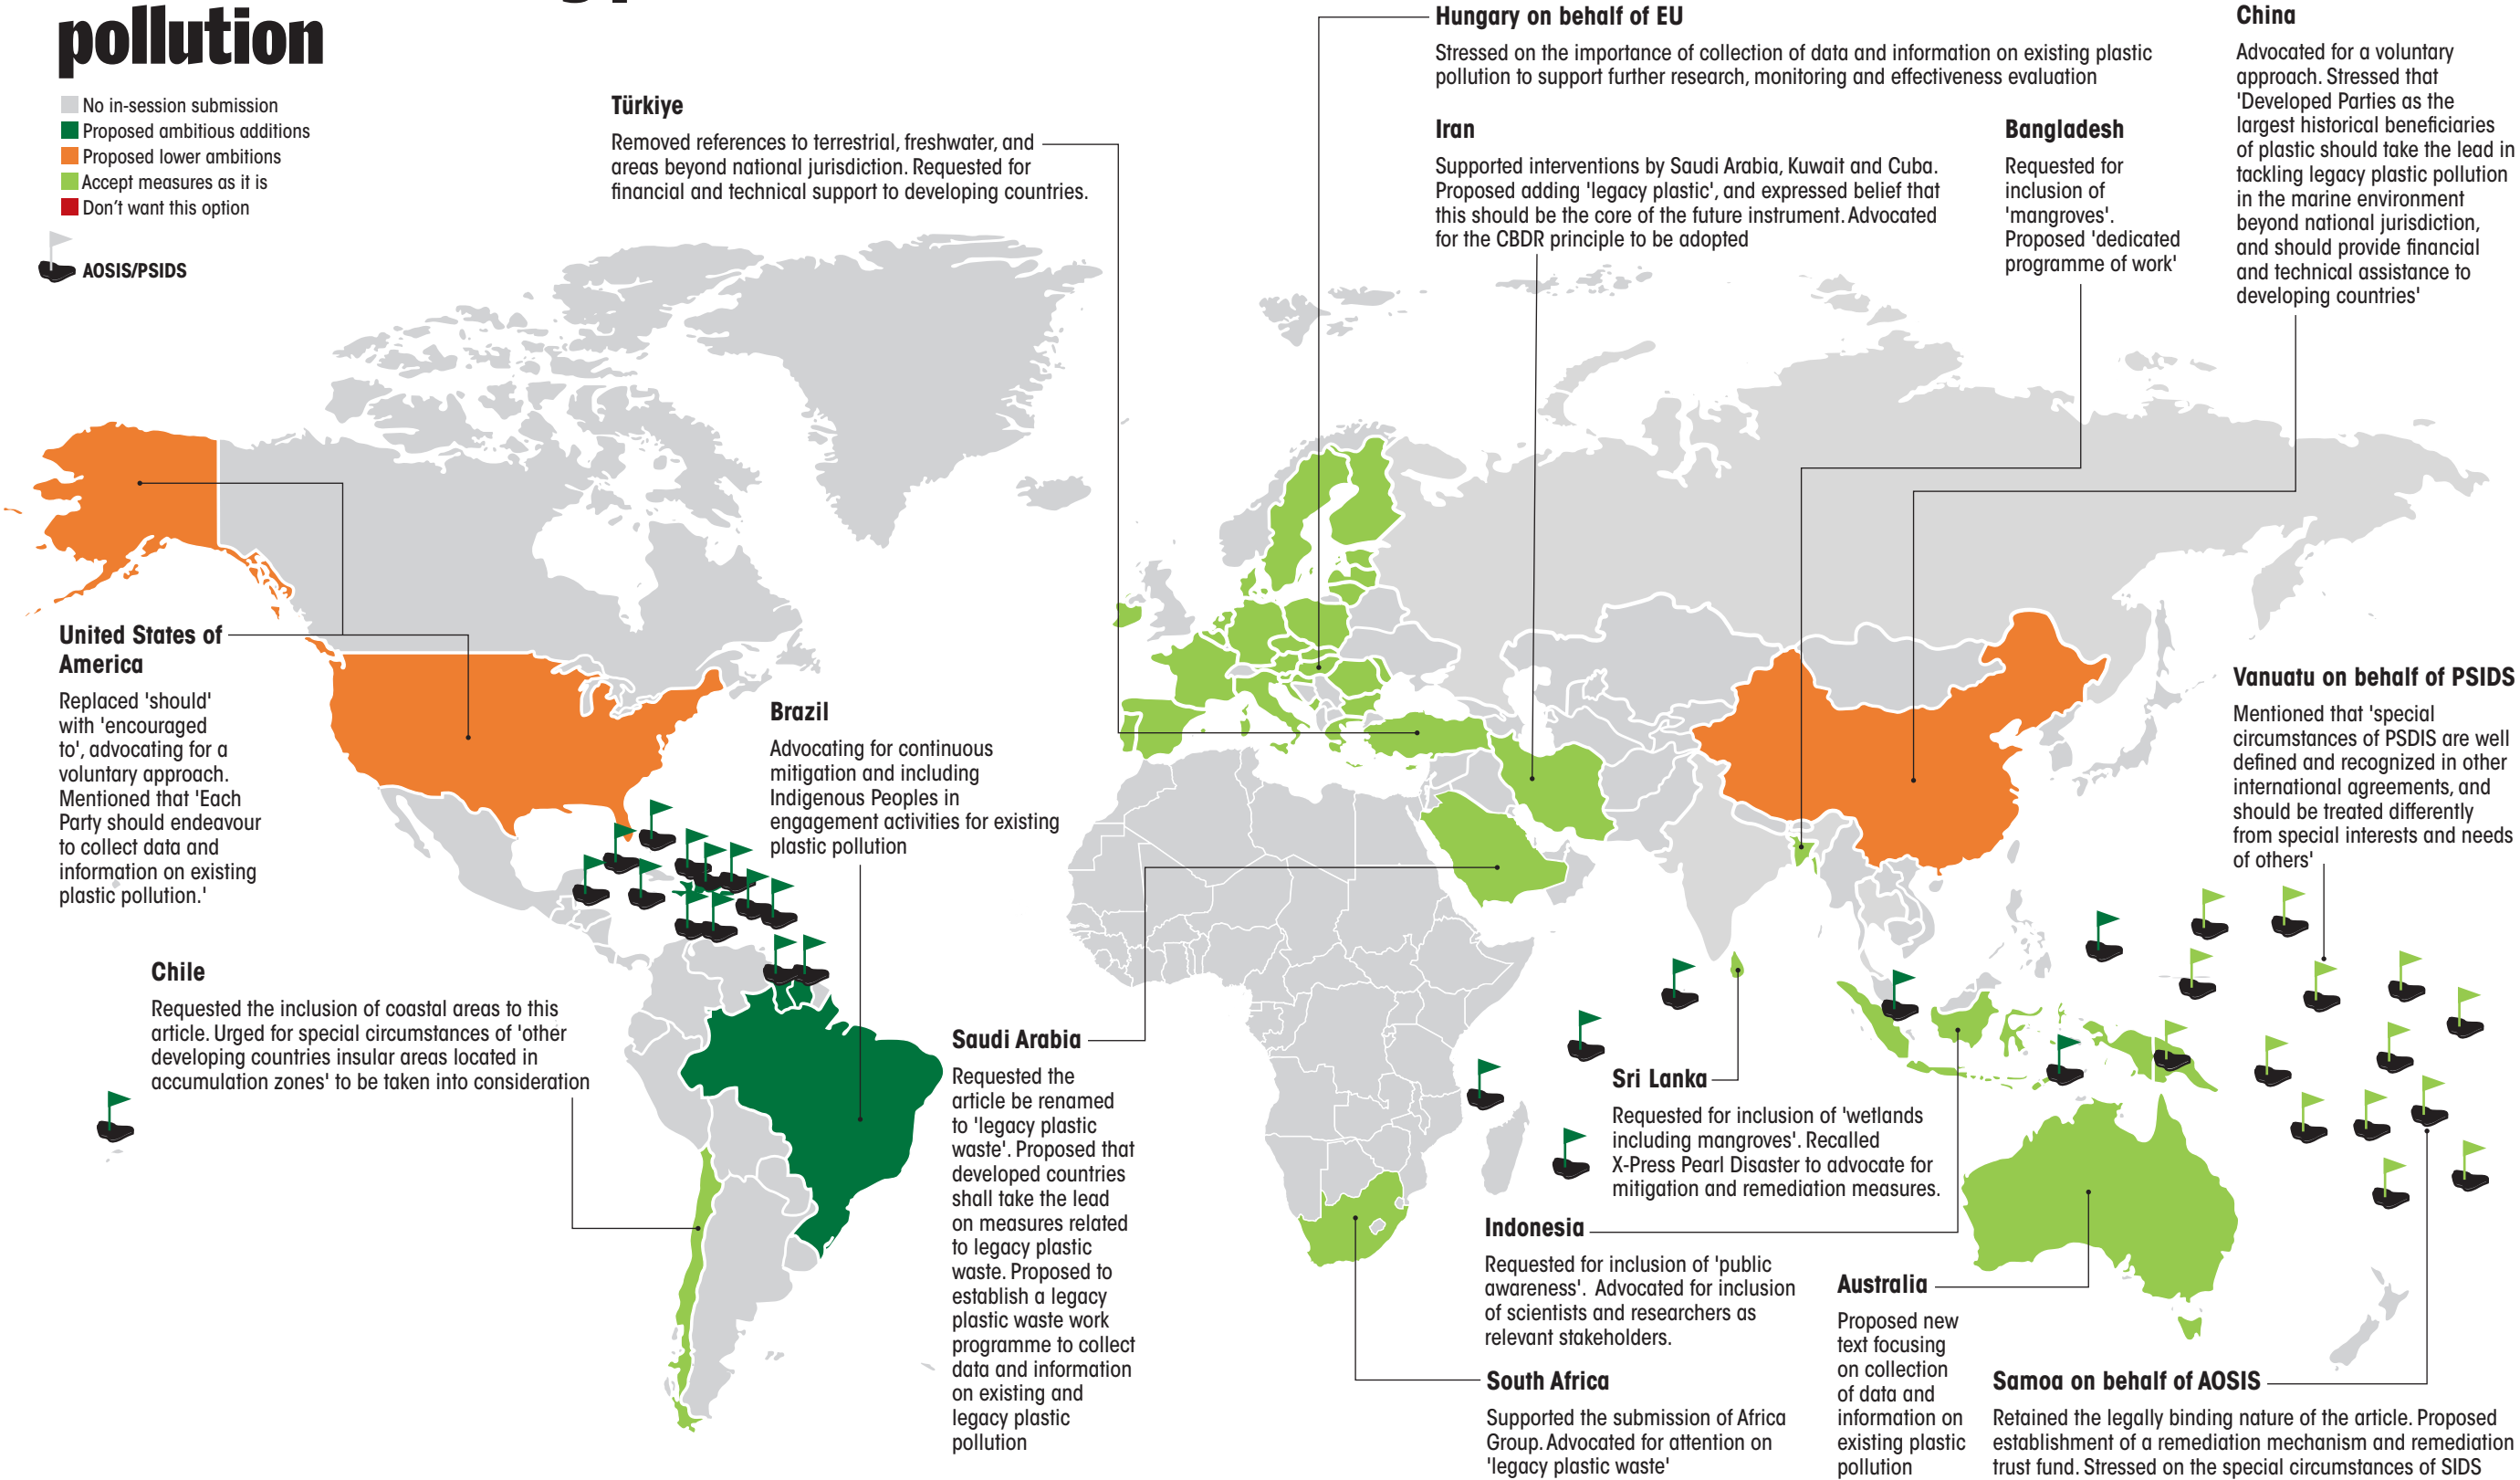 pollution
No in-session submission
Proposed ambitious additions
Proposed lower ambitions
Accept measures as it is
Don't want this option
AOSIS/PSIDS
Türkiye
Removed references to terrestrial, freshwater, and
areas beyond national jurisdiction. Requested for
financial and technical support to developing countries.
Hungary on behalf of EU
Stressed on the importance of collection of data and information on existing plastic
pollution to support further research, monitoring and effectiveness evaluation
Iran
Supported interventions by Saudi Arabia, Kuwait and Cuba.
Proposed adding 'legacy plastic', and expressed belief that
this should be the core of the future instrument. Advocated
for the CBDR principle to be adopted
Bangladesh
Requested for
inclusion of
'mangroves'.
Proposed 'dedicated
programme of work'
China
Advocated for a voluntary
approach. Stressed that
'Developed Parties as the
largest historical beneficiaries
of plastic should take the lead in
tackling legacy plastic pollution
in the marine environment
beyond national jurisdiction,
and should provide financial
and technical assistance to
developing countries'
United States of
America
Replaced 'should'
with 'encouraged
to', advocating for a
voluntary approach.
Mentioned that 'Each
Party should endeavour
to collect data and
information on existing
plastic pollution.'
Brazil
Advocating for continuous
mitigation and including
Indigenous Peoples in
engagement activities for existing
plastic pollution
Vanuatu on behalf of PSIDS
Mentioned that 'special
circumstances of PSDIS are well
defined and recognized in other
international agreements, and
should be treated differently
from special interests and needs
of others'
Chile
Requested the inclusion of coastal areas to this
article. Urged for special circumstances of 'other
developing countries insular areas located in
accumulation zones' to be taken into consideration
Saudi Arabia
Requested the
article be renamed
to 'legacy plastic
waste'. Proposed that
developed countries
shall take the lead
on measures related
to legacy plastic
waste. Proposed to
establish a legacy
plastic waste work
programme to collect
data and information
on existing and
legacy plastic
pollution
Sri Lanka
Requested for inclusion of 'wetlands
including mangroves'. Recalled
X-Press Pearl Disaster to advocate for
mitigation and remediation measures.
Indonesia
Requested for inclusion of 'public
awareness'. Advocated for inclusion
of scientists and researchers as
relevant stakeholders.
South Africa
Supported the submission of Africa
Group. Advocated for attention on
'legacy plastic waste'
Australia
Proposed new
text focusing
on collection
of data and
information on
existing plastic
pollution
Samoa on behalf of AOSIS
Retained the legally binding nature of the article. Proposed
establishment of a remediation mechanism and remediation
trust fund. Stressed on the special circumstances of SIDS